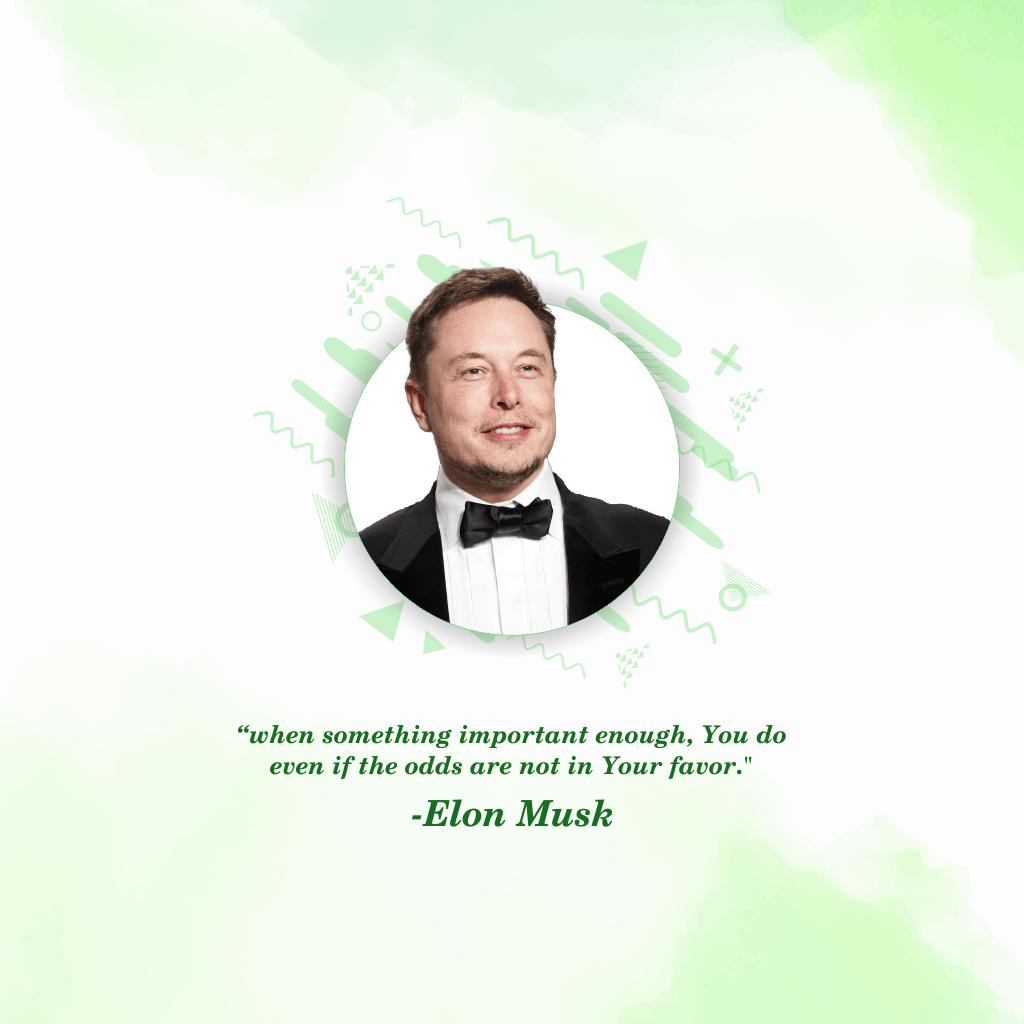 “when something important enough, You do
even if the odds are not in Your favor."
-Elon Musk